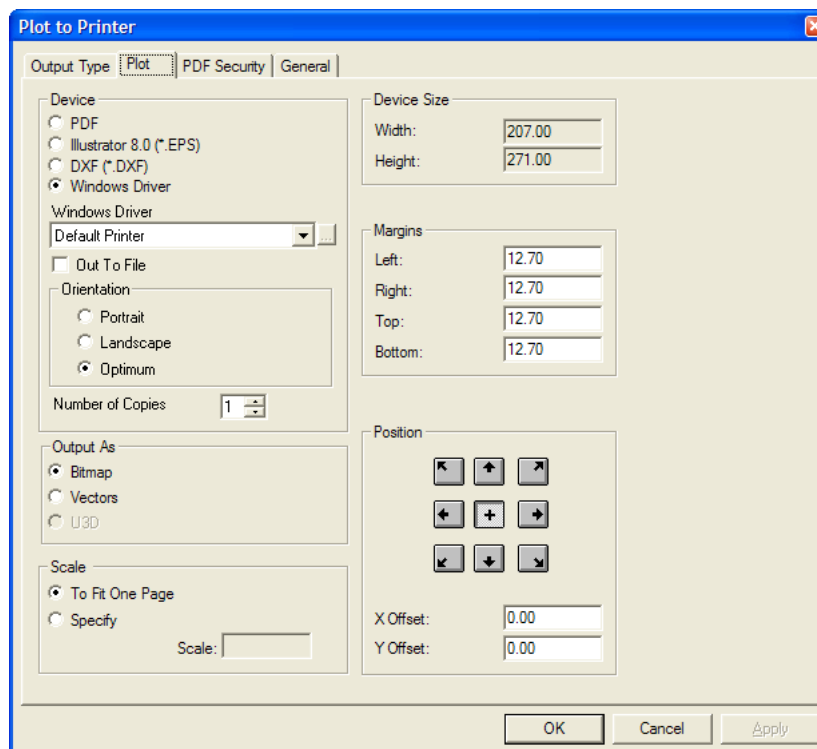 Plot to Printer
Output Type Plot PDF Security General
Device
PDF
Illustrator 8.0 (*.EPS)
DXF (*.DXF)
Windows Driver
Windows Driver
Default Printer ...
Out To File
Orientation
Portrait
Landscape
Optimum
Number of Copies 1
Output As
Bitmap
Vectors
U3D
Scale
To Fit One Page
Specify
Scale:
Device Size
Width: 207.00
Height: 271.00
Margins
Left: 12.70
Right: 12.70
Top: 12.70
Bottom: 12.70
Position
X Offset: 0.00
Y Offset: 0.00
OK Cancel Apply